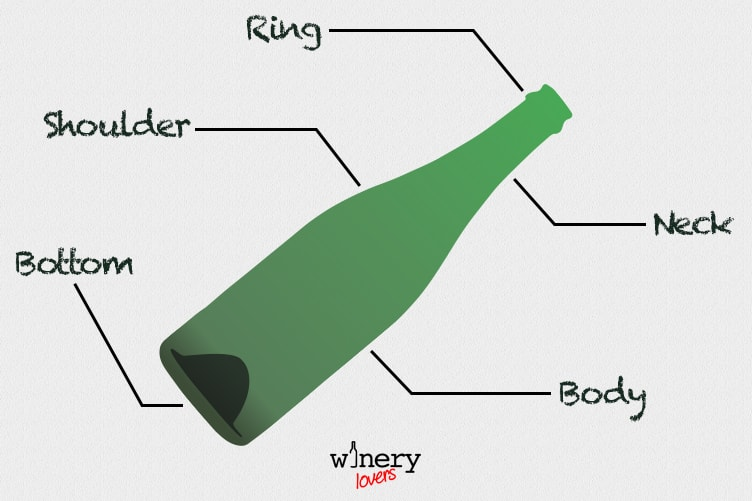 Ring
Shoulder
Neck
Bottom
Body
winery
lovers